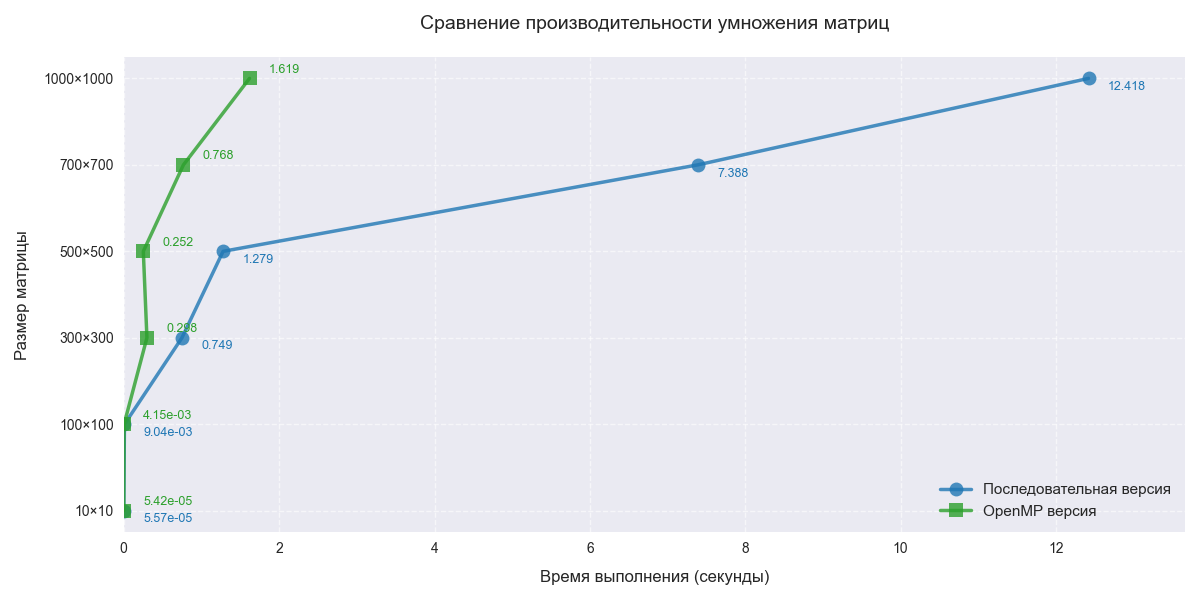 Сравнение производительности умножения матриц
Размер матрицы
1000×1000
700×700
500×500
300×300
100×100
10×10
1.619
12.418
0.768
7.388
0.252
1.279
0.298
0.749
4.15e-03
9.04e-03
5.42e-05
5.57e-05
Последовательная версия
OpenMP версия
0 2 4 6 8 10 12
Время выполнения (секунды)